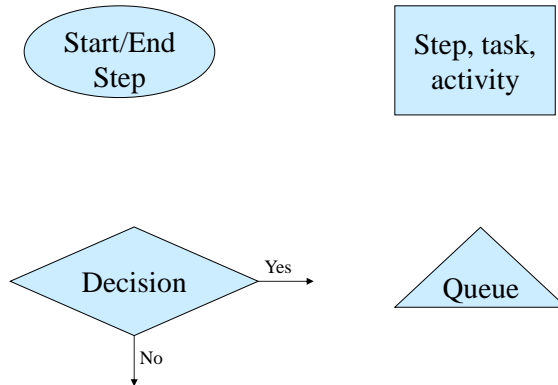 Start/End
Step
Step, task,
activity
Decision
Yes
No
Queue